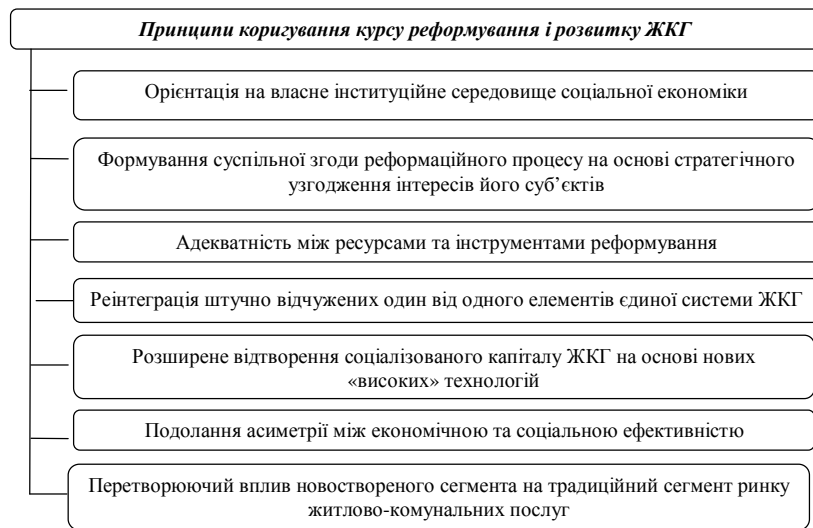 Принципи коригування курсу реформування і розвитку ЖКГ
Орієнтація на власне інституційне середовище соціальної економіки
Формування суспільної згоди реформаційного процесу на основі стратегічного
узгодження інтересів його суб’єктів
Адекватність між ресурсами та інструментами реформування
Реінтеграція штучно відчужених один від одного елементів єдиної системи ЖКГ
Розширене відтворення соціалізованого капіталу ЖКГ на основі нових
«високих» технологій
Подолання асиметрії між економічною та соціальною ефективністю
Перетворюючий вплив новоствореного сегмента на традиційний сегмент ринку
житлово-комунальних послуг